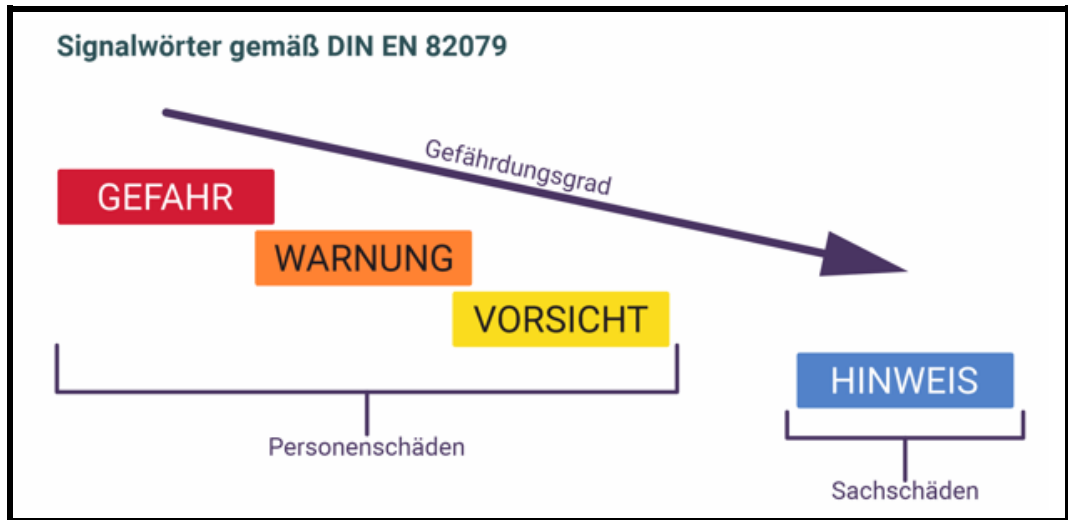 Signalwörter gemäß DIN EN 82079
Gefährdungsgrad
GEFAHR
WARNUNG
VORSICHT
HINWEIS
Personenschäden
Sachschäden